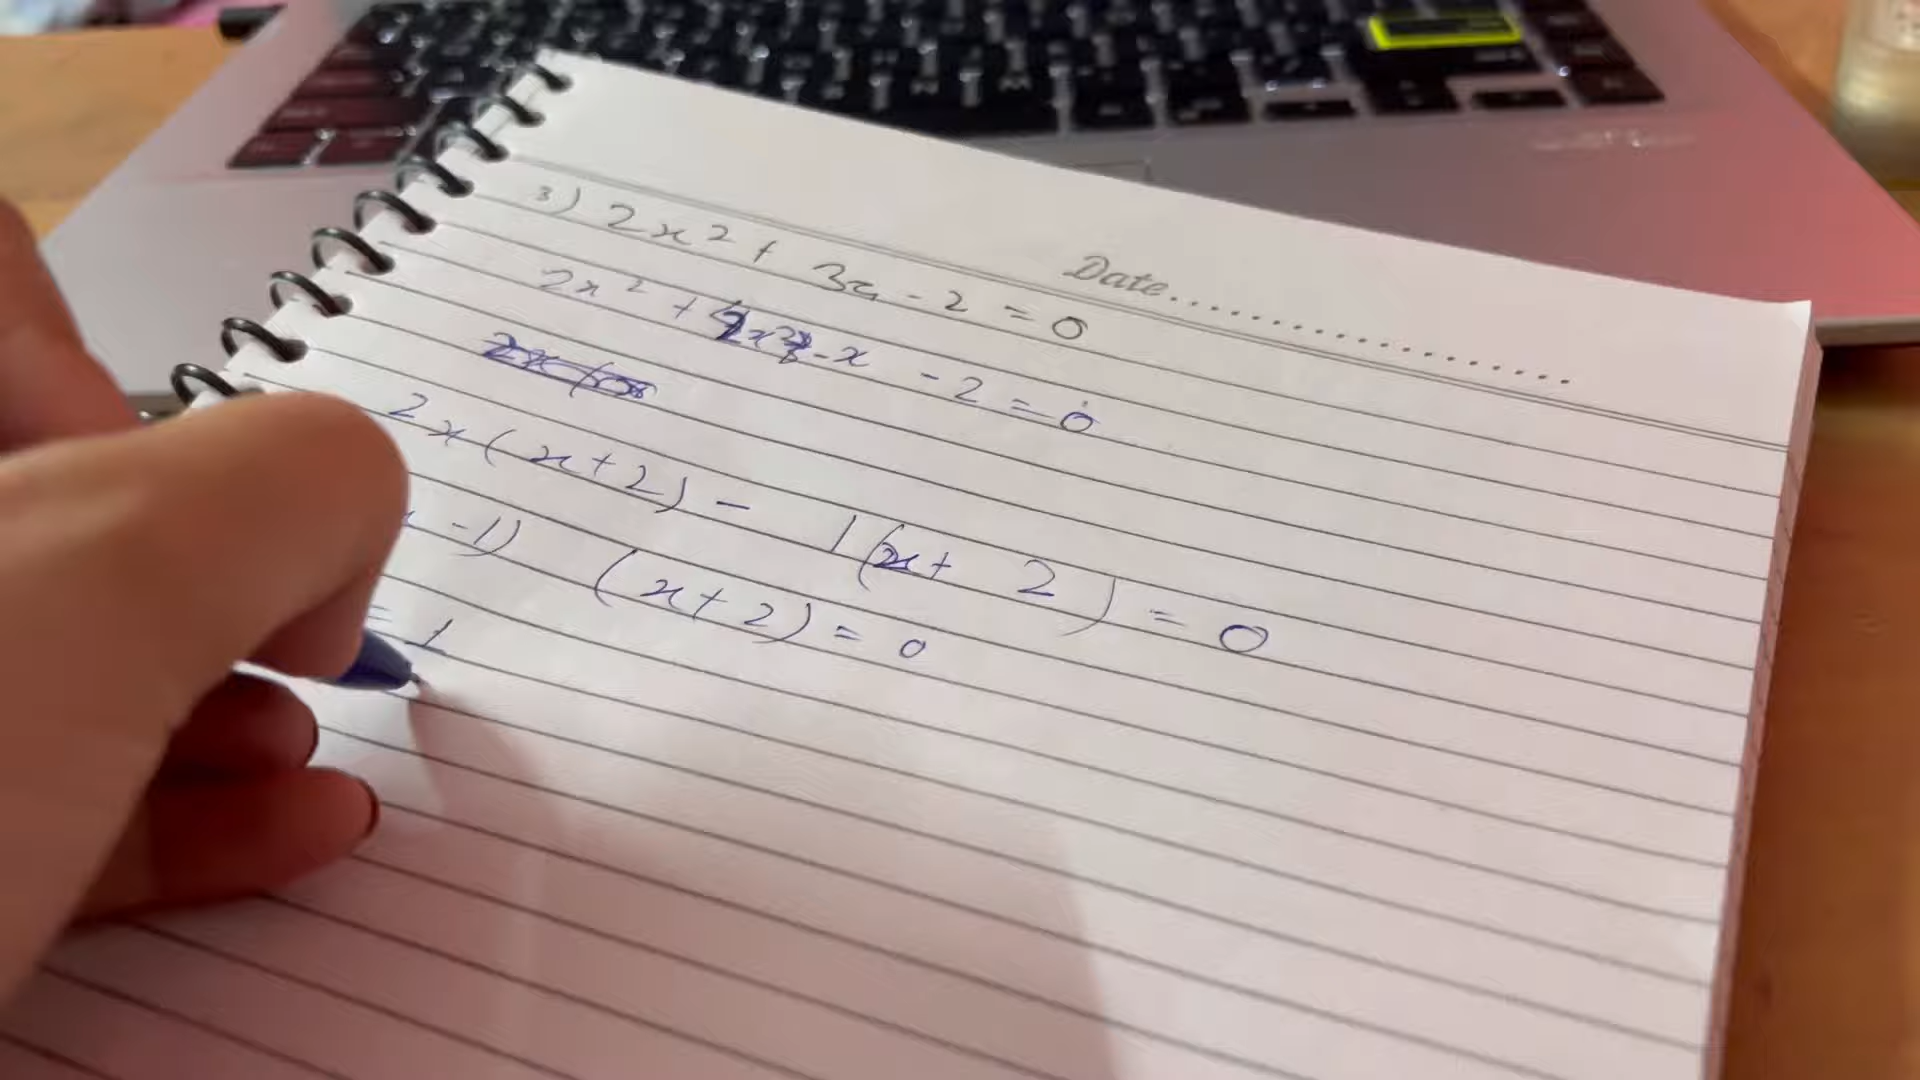 3) 2x² + 3x - 2 = 0
Date
2x² + 4x - x - 2 = 0
2x(x+2) - 1(x+2) = 0
-1) (x+2) = 0
= 1